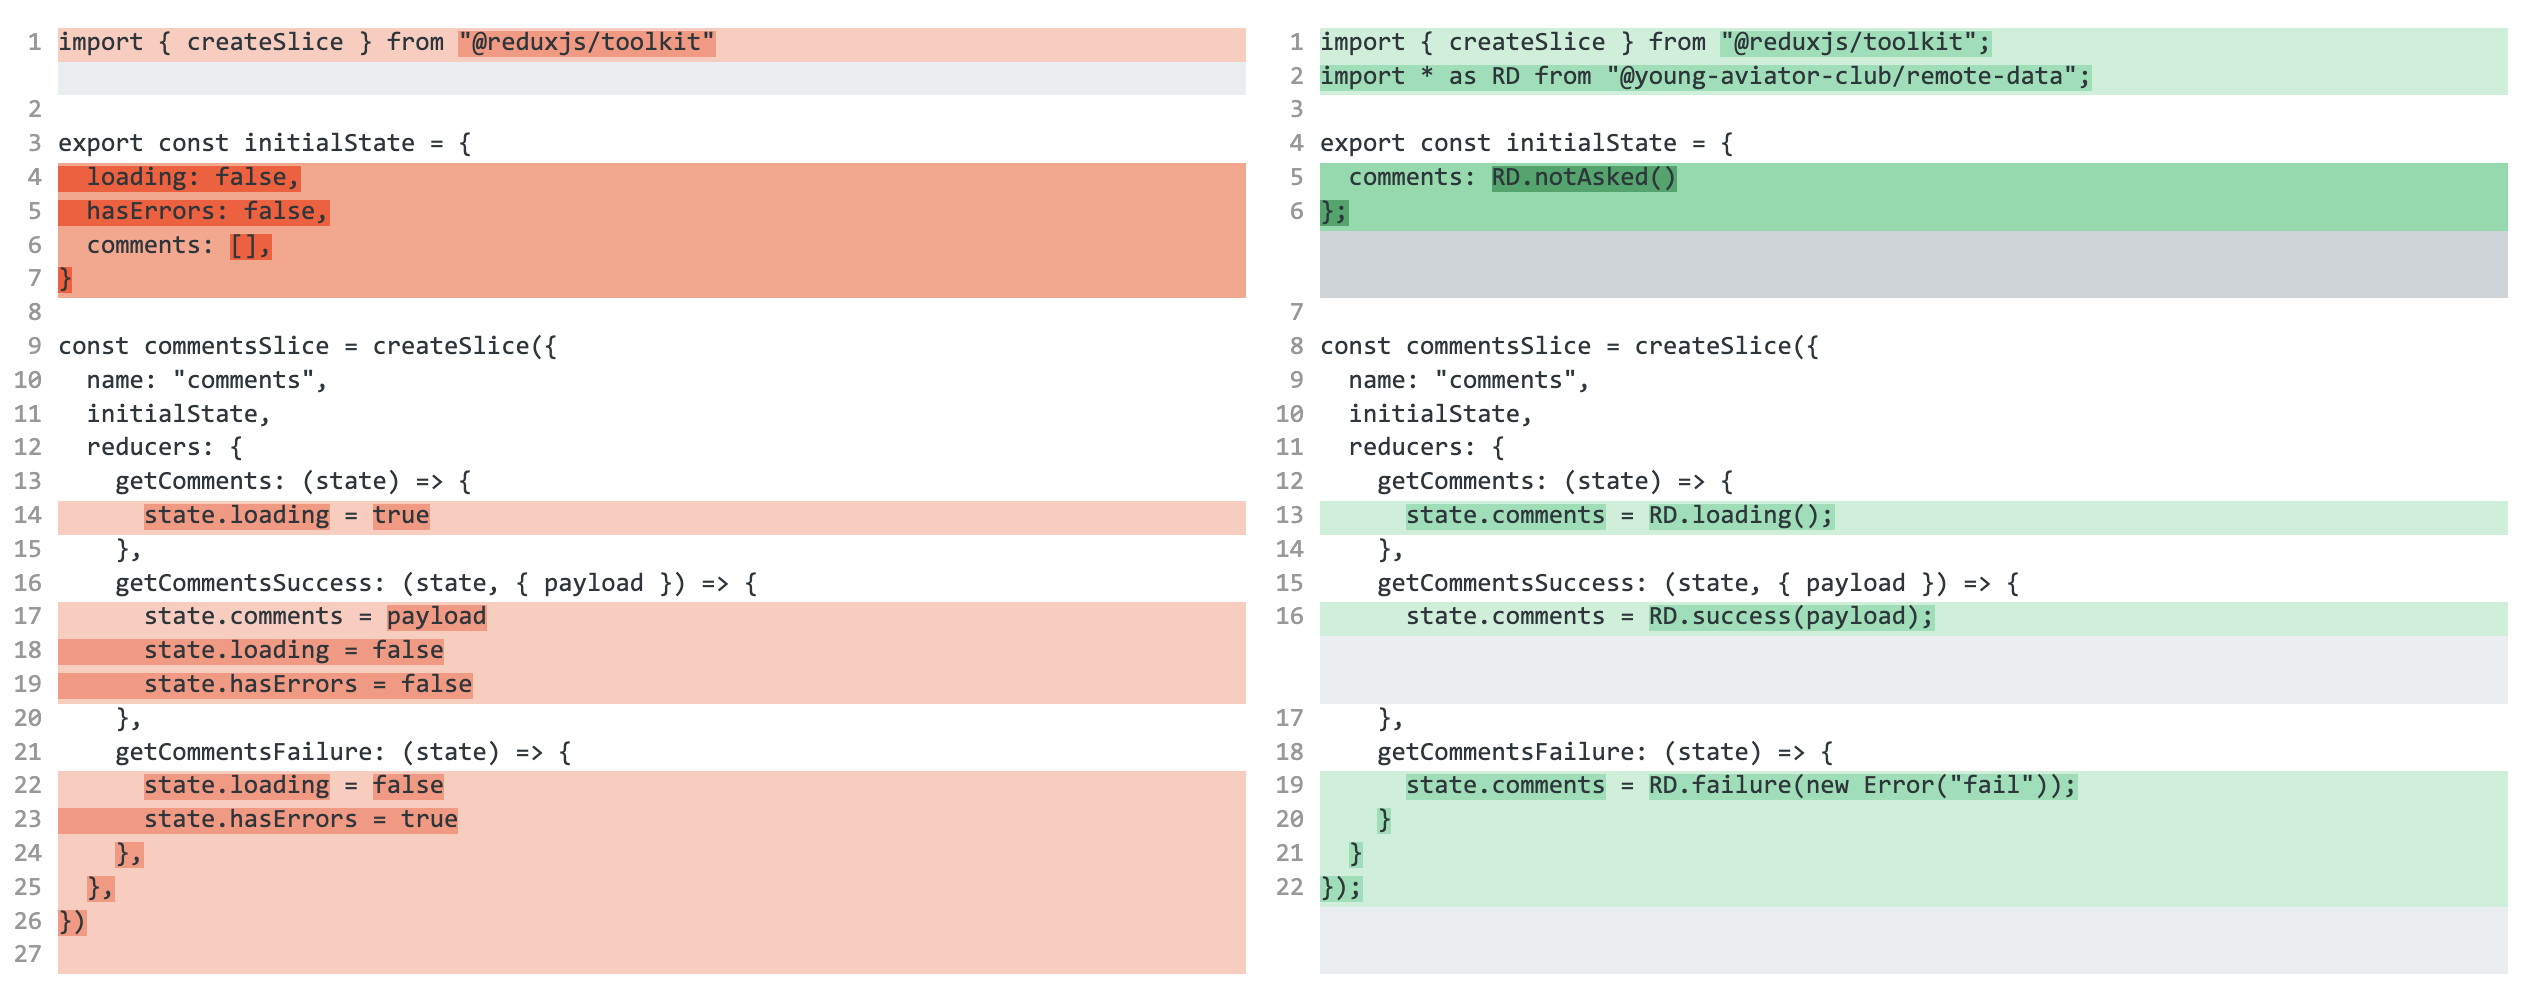 1 import { createSlice } from "@reduxjs/toolkit"
2
3 export const initialState = {
4   loading: false,
5   hasErrors: false,
6   comments: [],
7 }
8
9 const commentsSlice = createSlice({
10   name: "comments",
11   initialState,
12   reducers: {
13     getComments: (state) => {
14       state.loading = true
15     },
16     getCommentsSuccess: (state, { payload }) => {
17       state.comments = payload
18       state.loading = false
19       state.hasErrors = false
20     },
21     getCommentsFailure: (state) => {
22       state.loading = false
23       state.hasErrors = true
24     },
25   },
26 })
27
1 import { createSlice } from "@reduxjs/toolkit";
2 import * as RD from "@young-aviator-club/remote-data";
3
4 export const initialState = {
5   comments: RD.notAsked()
6 };
7
8 const commentsSlice = createSlice({
9   name: "comments",
10   initialState,
11   reducers: {
12     getComments: (state) => {
13       state.comments = RD.loading();
14     },
15     getCommentsSuccess: (state, { payload }) => {
16       state.comments = RD.success(payload);
17     },
18     getCommentsFailure: (state) => {
19       state.comments = RD.failure(new Error("fail"));
20     }
21   }
22 });